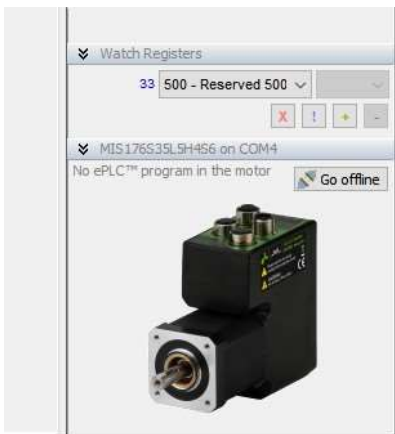 Watch Registers
33 500 - Reserved 500
X ! + -
MIS176S35L5H4S6 on COM4
No ePLC™ program in the motor
Go offline